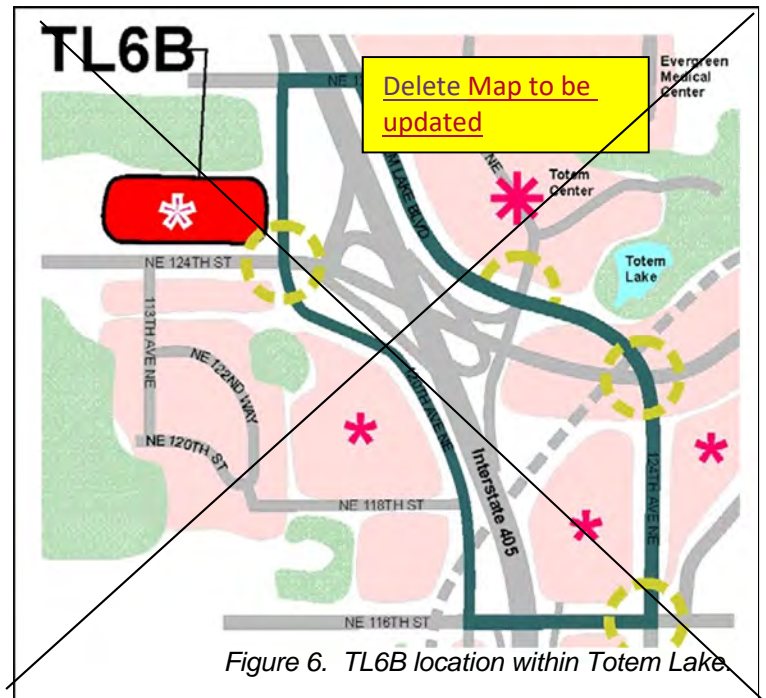 TL6B
Delete Map to be
updated
Evergreen
Medical
Center
NE
Totem
Center
LAKE BLVD
Totem
Lake
NE 124TH ST
113TH AVE NE
NE 122ND WAY
NE 120TH ST
120TH AVE NE
Interstate 405
124TH AVE NE
NE 118TH ST
NE 116TH ST
Figure 6. TL6B location within Totem Lake.